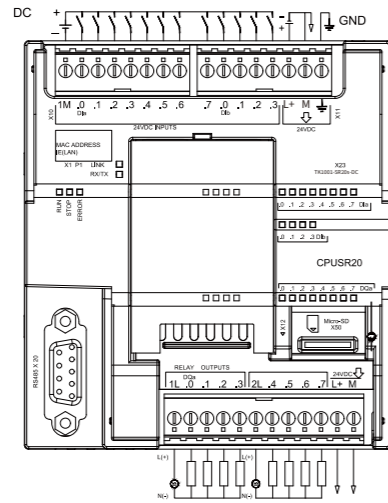 DC + - - + GND
1M .0 .1 .2 .3 .4 .5 .6 .7 .0 .1 .2 .3 L+ M
X10 DIa DIb X11
24VDC INPUTS 24VDC
MAC ADDRESS
IE(LAN)
X1 P1 LINK
RX/TX
X23
TK1001-SR20s-DC
RUN STOP ERROR
.0 .1 .2 .3 .4 .5 .6 .7 DIa
.0 .1 .2 .3 DIb
CPUSR20
.0 .1 .2 .3 .4 .5 .6 .7 DQa
Micro-SD
X50
X12
RS485 X 20
RELAY OUTPUTS
DQa 24VDC
1L .0 .1 .2 .3 2L .4 .5 .6 .7 L+ M
L(+) L(+)
N(-) N(-)